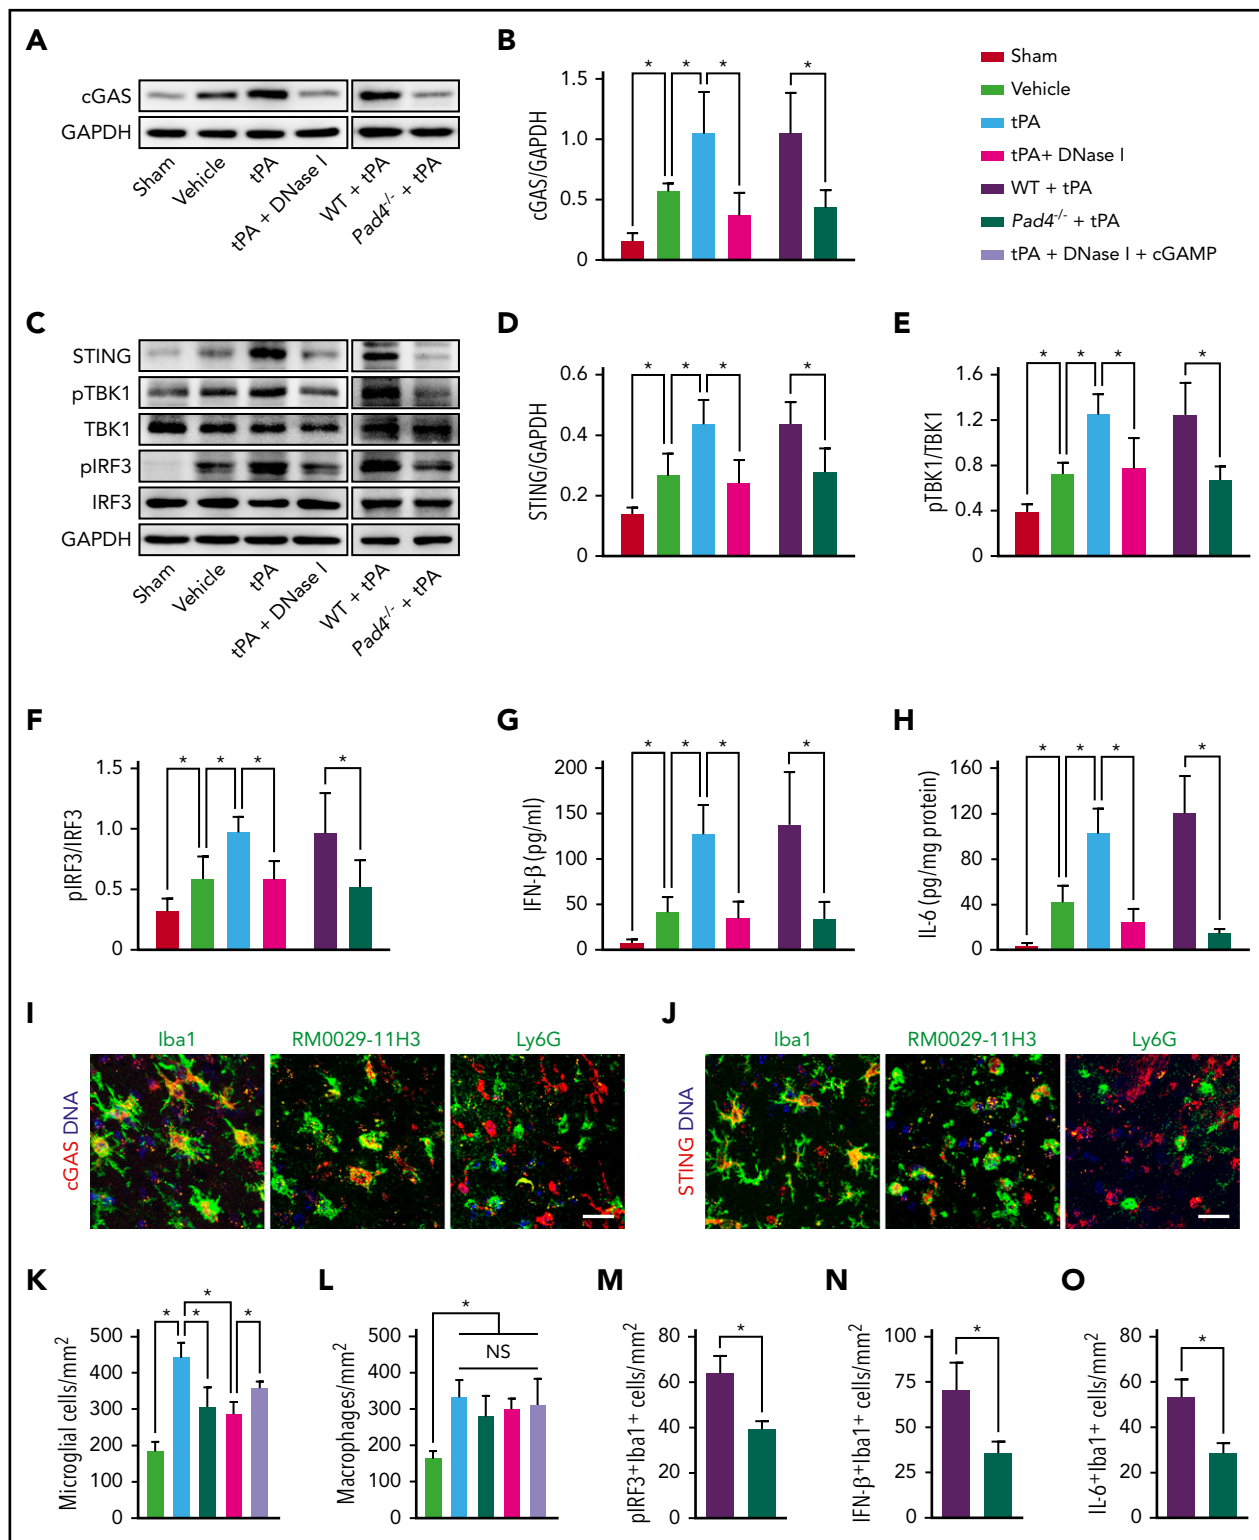 A
cGAS
GAPDH
Sham
Vehicle
tPA
tPA + DNase I
WT + tPA
Pad4-/- + tPA
B
cGAS/GAPDH
1.5
1.0
0.5
0
* * * *
Sham
Vehicle
tPA
tPA+ DNase I
WT + tPA
Pad4-/- + tPA
tPA + DNase I + cGAMP
C
STING
pTBK1
TBK1
pIRF3
IRF3
GAPDH
Sham
Vehicle
tPA
tPA + DNase I
WT + tPA
Pad4-/- + tPA
D
STING/GAPDH
0.6
0.4
0.2
0
* * * *
E
pTBK1/TBK1
1.6
1.2
0.8
0.4
0
* * * *
F
pIRF3/IRF3
1.5
1.0
0.5
0
* * * *
G
IFN-β (pg/ml)
200
150
100
50
0
* * * *
H
IL-6 (pg/mg protein)
160
120
80
40
0
* * * *
I
Iba1
RM0029-11H3
Ly6G
cGAS DNA
J
Iba1
RM0029-11H3
Ly6G
STING DNA
K
Microglial cells/mm2
500
400
300
200
100
0
* * * *
L
Macrophages/mm2
500
400
300
200
100
0
*
NS
M
pIRF3+Iba1+ cells/mm2
80
60
40
20
0
*
N
IFN-β+Iba1+ cells/mm2
100
75
50
25
0
*
O
IL-6+Iba1+ cells/mm2
80
60
40
20
0
*